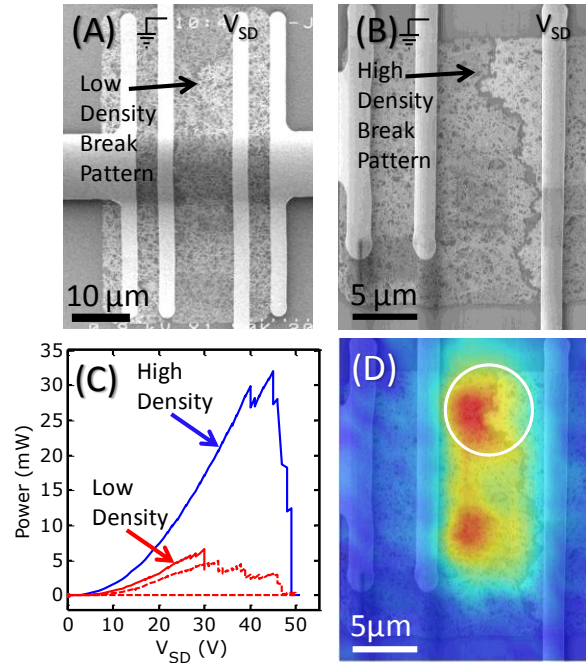 (A)
V_SD
Low
Density
Break
Pattern
10 μm
(B)
V_SD
High
Density
Break
Pattern
5 μm
(C)
35
30
25
20
15
10
5
0
Power (mW)
High
Density
Low
Density
0 10 20 30 40 50
V_SD (V)
(D)
5μm